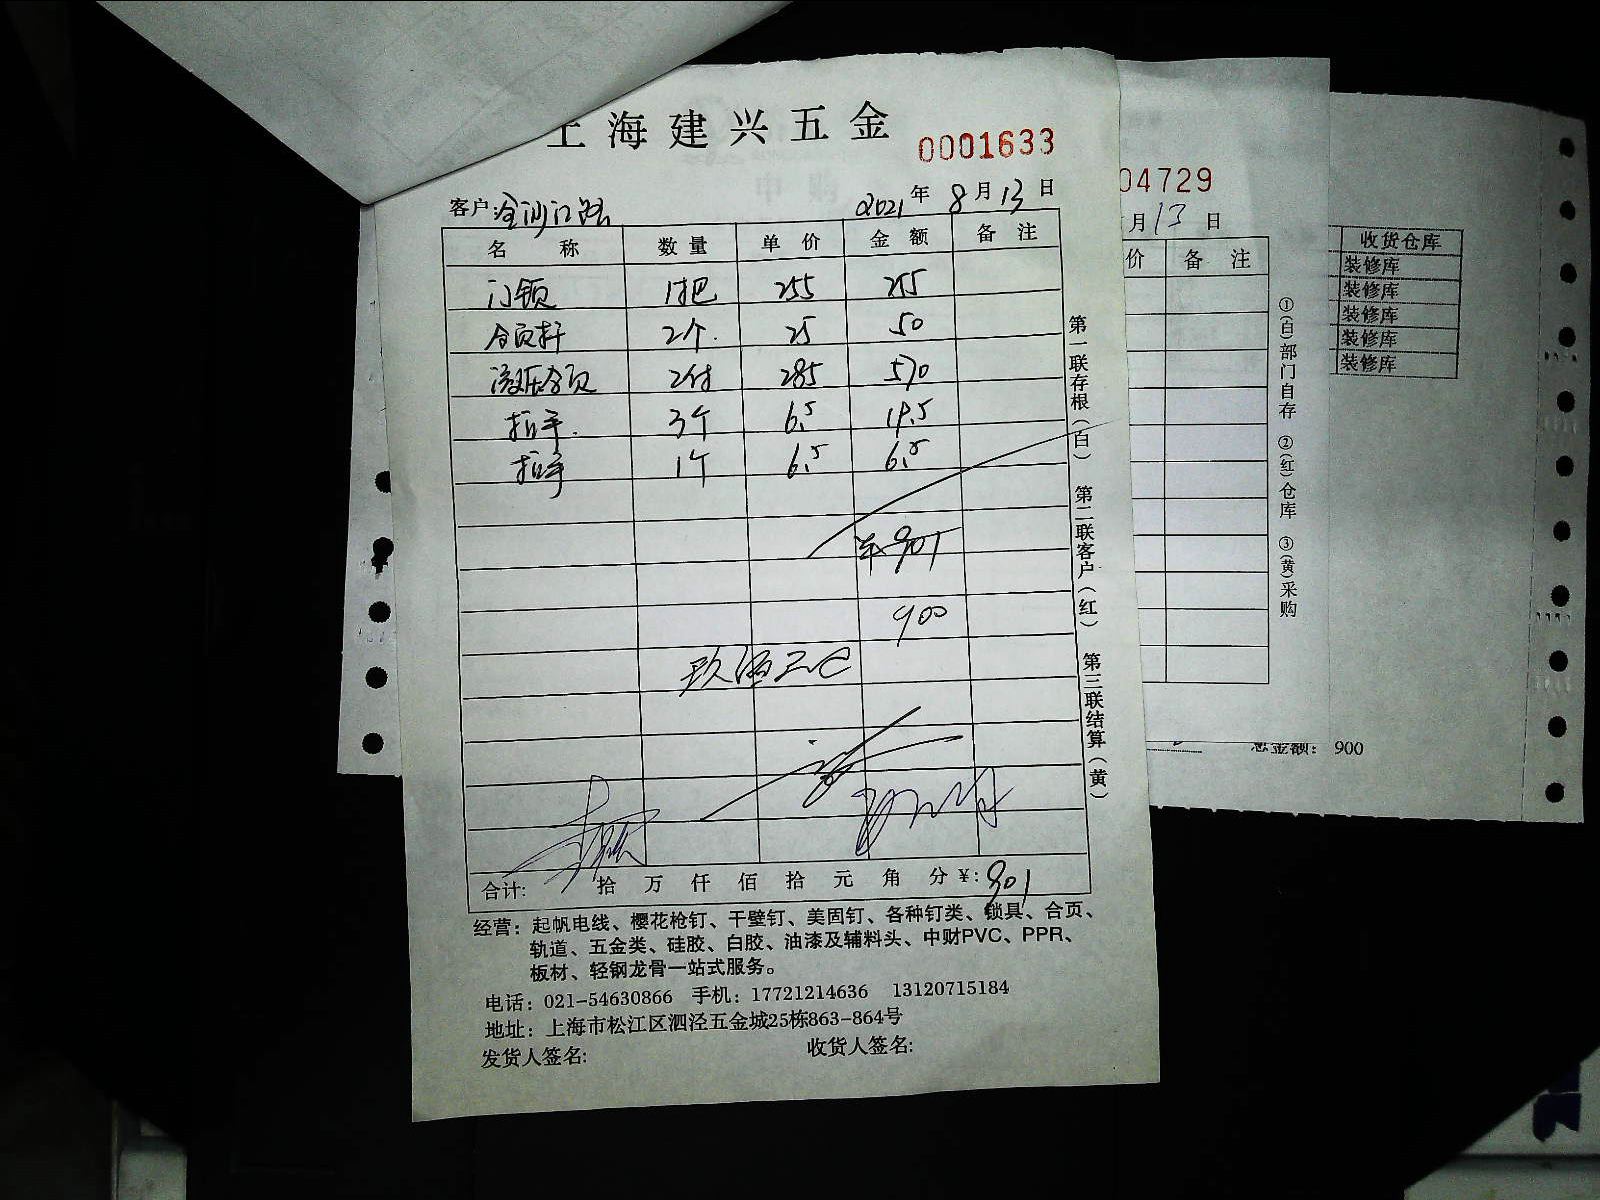 上海建兴五金
0001633
客户:金沙江路 2021年8月13日
名称 数量 单价 金额 备注
门锁 1把 255 255
合页杆 2个. 25 50
液压合页 2付 285 570
拉手. 3个 6.5 19.5
拉手 1个 6.5 6.5
901
900
玖佰元
合计: 拾 万 仟 佰 拾 元 角 分 ¥: 901
经营: 起帆电线、樱花枪钉、干壁钉、美固钉、各种钉类、锁具、合页、
轨道、五金类、硅胶、白胶、油漆及辅料头、中财PVC、PPR、
板材、轻钢龙骨一站式服务。
电话: 021-54630866 手机: 17721214636 13120715184
地址: 上海市松江区泗泾五金城25栋863-864号
发货人签名: 收货人签名:
第一联存根(白) 第二联客户(红) 第三联结算(黄)
04729
月13日
价 备注
①(白)部门自存 ②(红)仓库 ③(黄)采购
收货仓库
装修库
装修库
装修库
装修库
装修库
总金额: 900